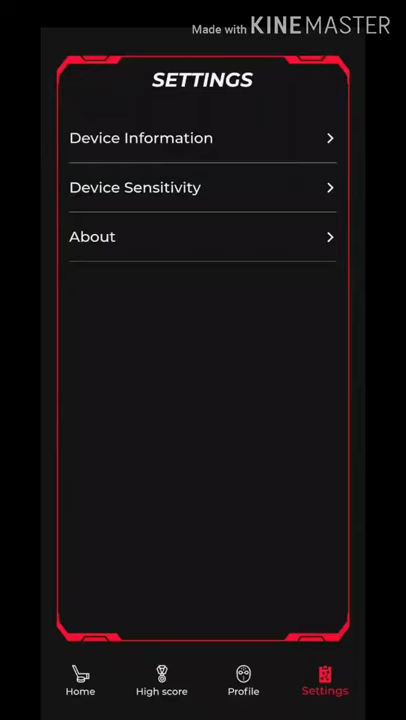 Made with KINEMASTER
SETTINGS
Device Information
Device Sensitivity
About
Home
High score
Profile
Settings